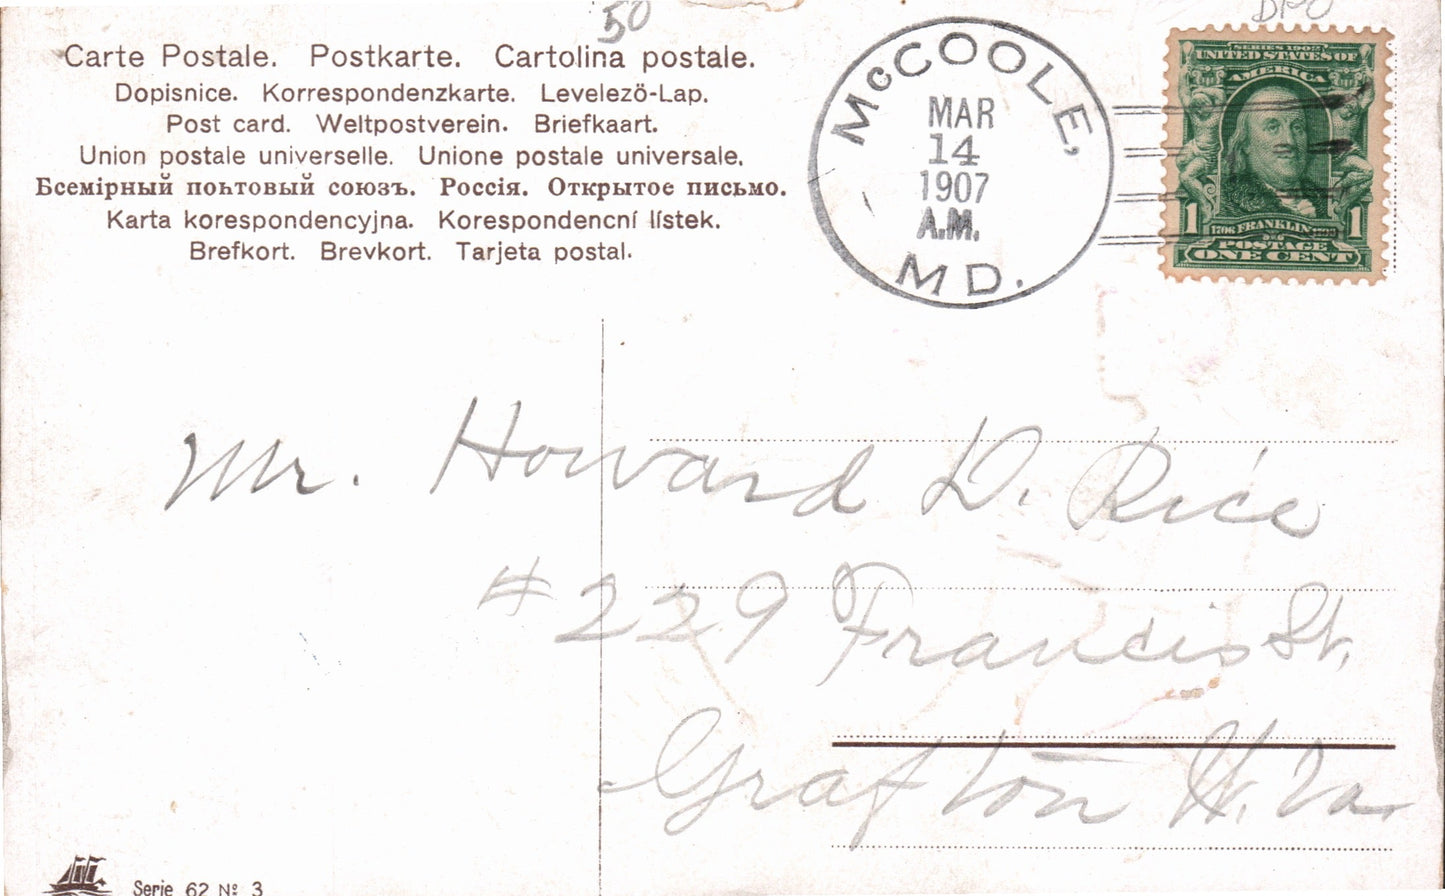 50
DPO
Carte Postale. Postkarte. Cartolina postale.
Dopisnice. Korrespondenzkarte. Levelezö-Lap.
Post card. Weltpostverein. Briefkaart.
Union postale universelle. Unione postale universale.
Всемірный поьтовый союзъ. Россія. Открытое письмо.
Karta korespondencyjna. Korespondencní lístek.
Brefkort. Brevkort. Tarjeta postal.
McCOOLE,
MAR
14
1907
A.M.
MD.
SERIES 1902
UNITED STATES OF
AMERICA
1 1
1706 FRANKLIN 1790
POSTAGE
ONE CENT
Mr. Howard D. Rice
#229 Francis St.
Grafton W. Va.
Serie 62 No 3